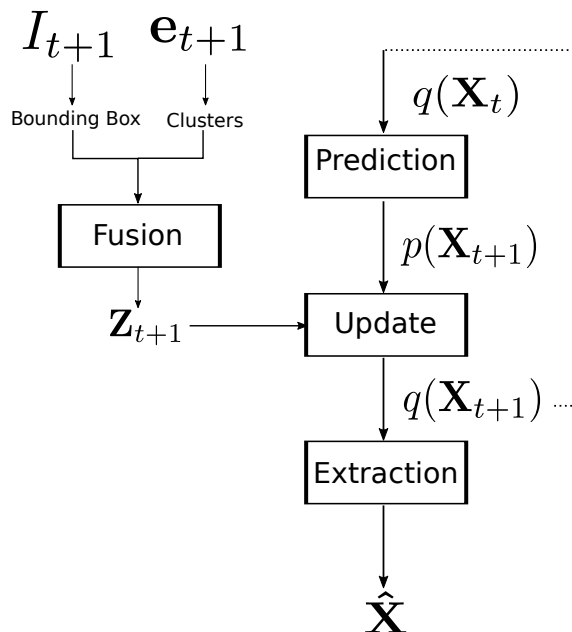 I_{t+1} e_{t+1}
Bounding Box Clusters
Fusion
z_{t+1}
q(X_t)
Prediction
p(X_{t+1})
Update
q(X_{t+1})
Extraction
X̂